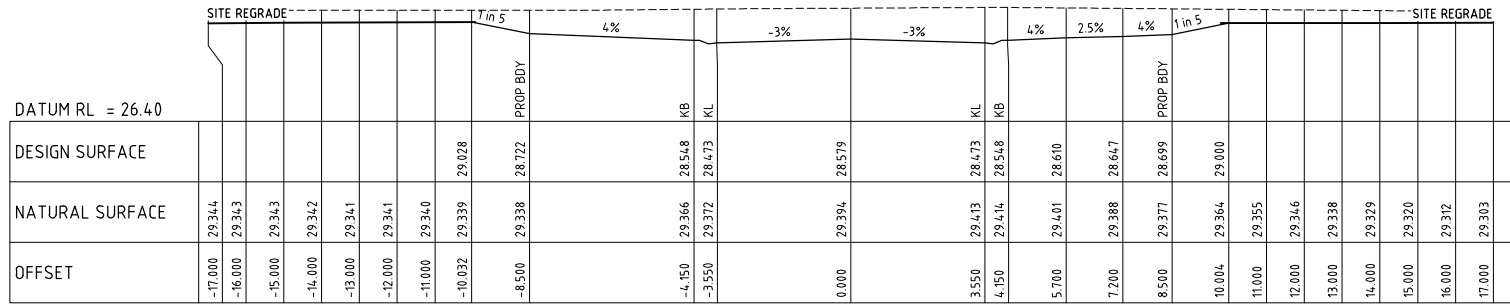 SITE REGRADE 1 in 5 4% -3% -3% 4% 2.5% 4% 1 in 5 SITE REGRADE
PROP BDY KB KL KL KB PROP BDY
DATUM RL = 26.40
DESIGN SURFACE 29.028 28.722 28.548 28.473 28.579 28.473 28.548 28.610 28.647 28.699 29.000
NATURAL SURFACE 29.344 29.343 29.343 29.342 29.341 29.341 29.340 29.339 29.338 29.366 29.372 29.394 29.413 29.414 29.401 29.388 29.377 29.364 29.355 29.346 29.338 29.329 29.320 29.312 29.303
OFFSET -17.000 -16.000 -15.000 -14.000 -13.000 -12.000 -11.000 -10.032 -8.500 -4.150 -3.550 0.000 3.550 4.150 5.700 7.200 8.500 10.004 11.000 12.000 13.000 14.000 15.000 16.000 17.000